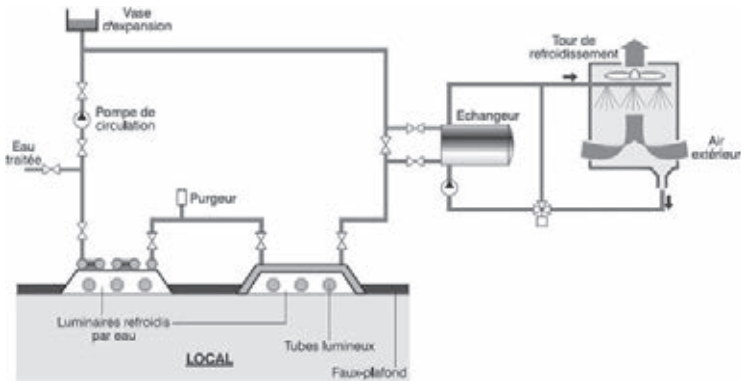 Vase
d'expansion
Tour de
refroidissement
Pompe de
circulation
Echangeur
Eau
traitée
Air
extérieur
Purgeur
Luminaires refroidis
par eau
Tubes lumineux
LOCAL
Faux-plafond